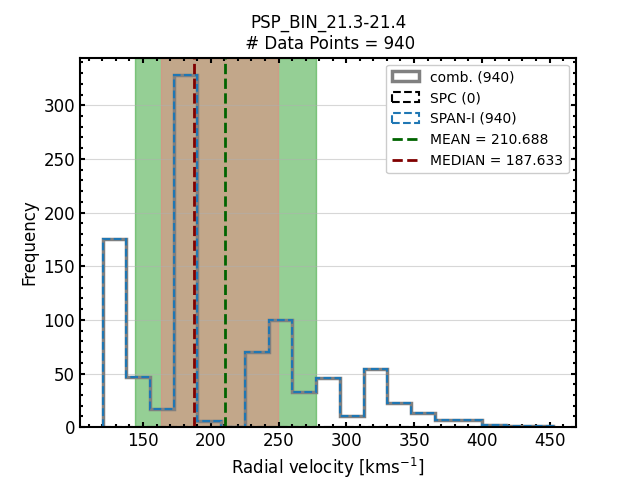 PSP_BIN_21.3-21.4
# Data Points = 940
comb. (940)
SPC (0)
SPAN-I (940)
MEAN = 210.688
MEDIAN = 187.633
Frequency
300
250
200
150
100
50
0
150 200 250 300 350 400 450
Radial velocity [kms⁻¹]